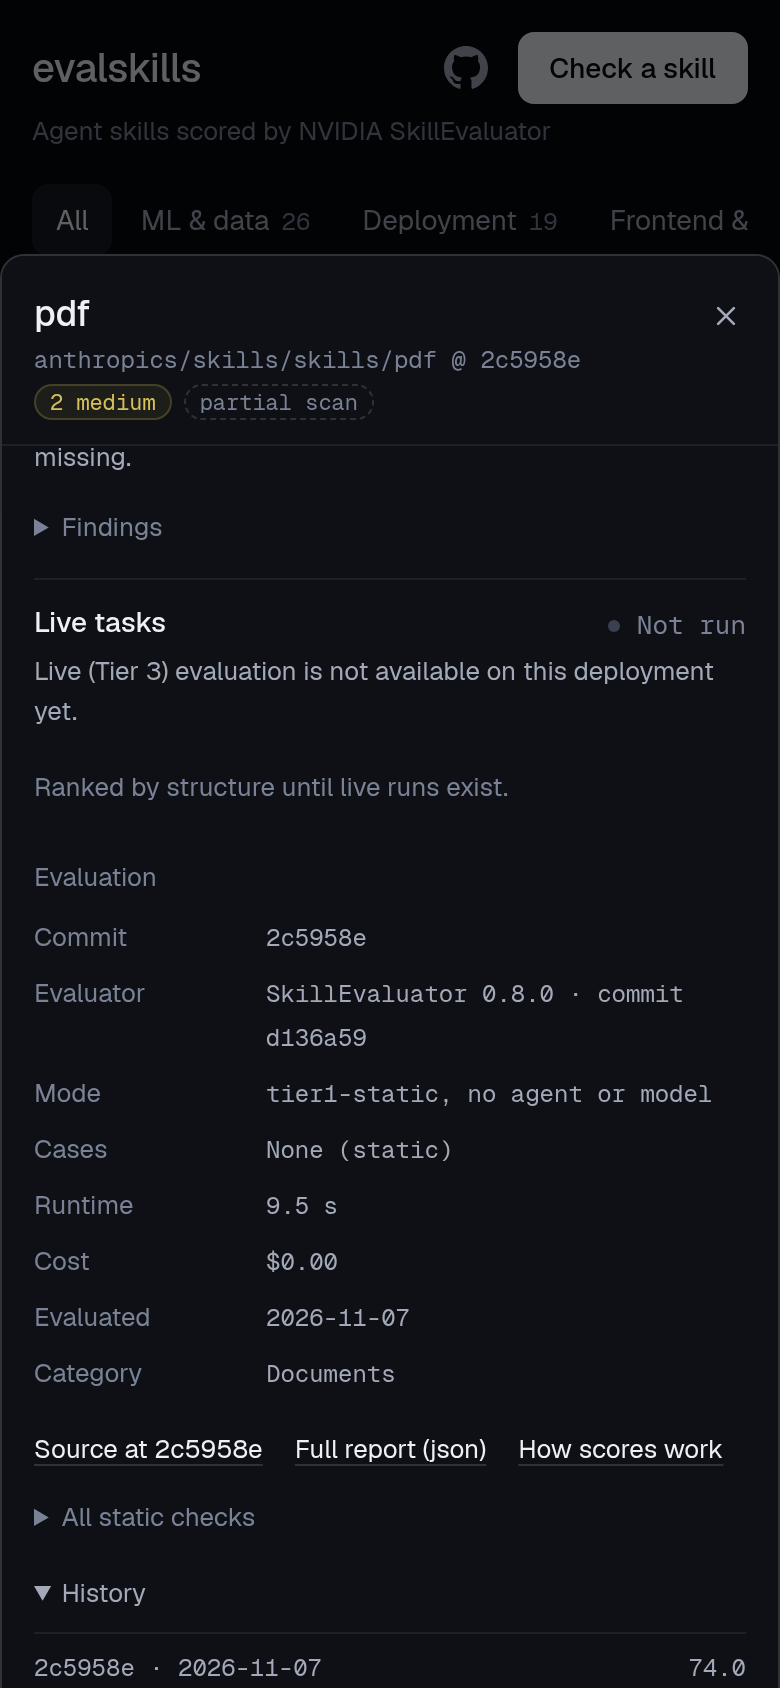 evalskills
Check a skill
Agent skills scored by NVIDIA SkillEvaluator
All ML & data 26 Deployment 19 Frontend &
pdf
anthropics/skills/skills/pdf @ 2c5958e
2 medium partial scan
missing.
Findings
Live tasks Not run
Live (Tier 3) evaluation is not available on this deployment
yet.
Ranked by structure until live runs exist.
Evaluation
Commit 2c5958e
Evaluator SkillEvaluator 0.8.0 · commit
d136a59
Mode tier1-static, no agent or model
Cases None (static)
Runtime 9.5 s
Cost $0.00
Evaluated 2026-11-07
Category Documents
Source at 2c5958e Full report (json) How scores work
All static checks
History
2c5958e · 2026-11-07 74.0